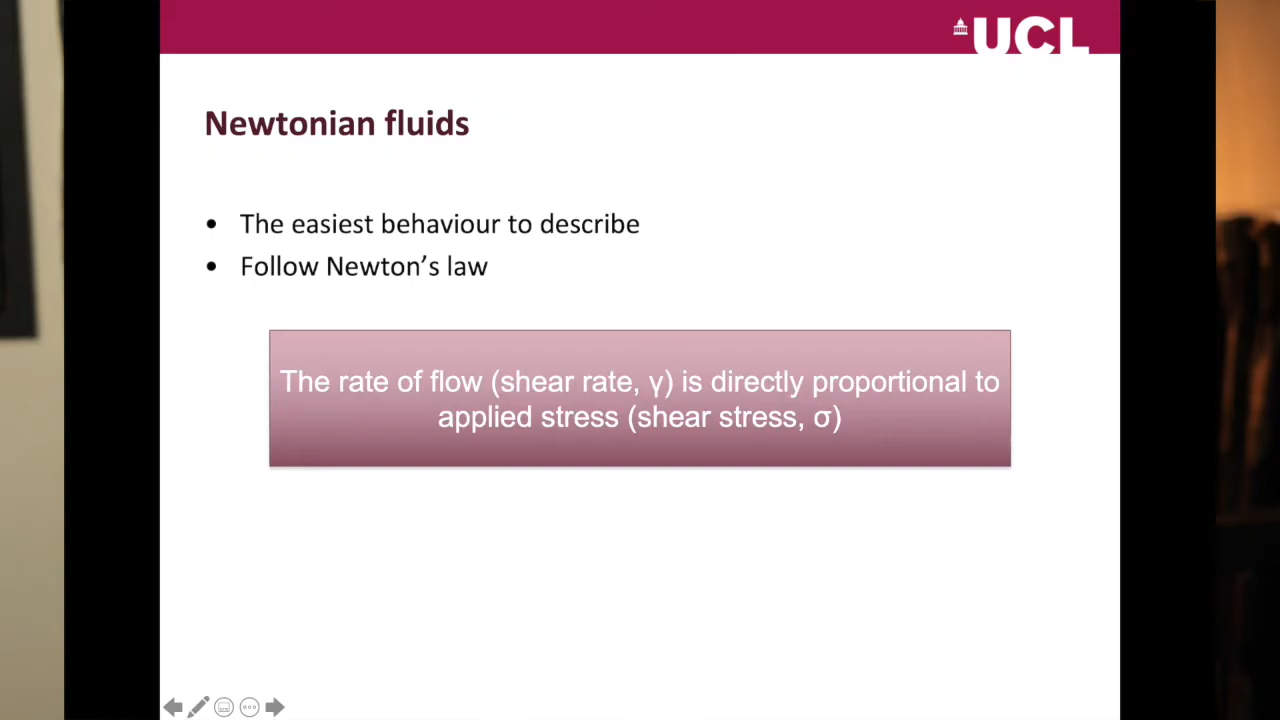 UCL
Newtonian fluids
• The easiest behaviour to describe
• Follow Newton’s law
The rate of flow (shear rate, γ) is directly proportional to
applied stress (shear stress, σ)